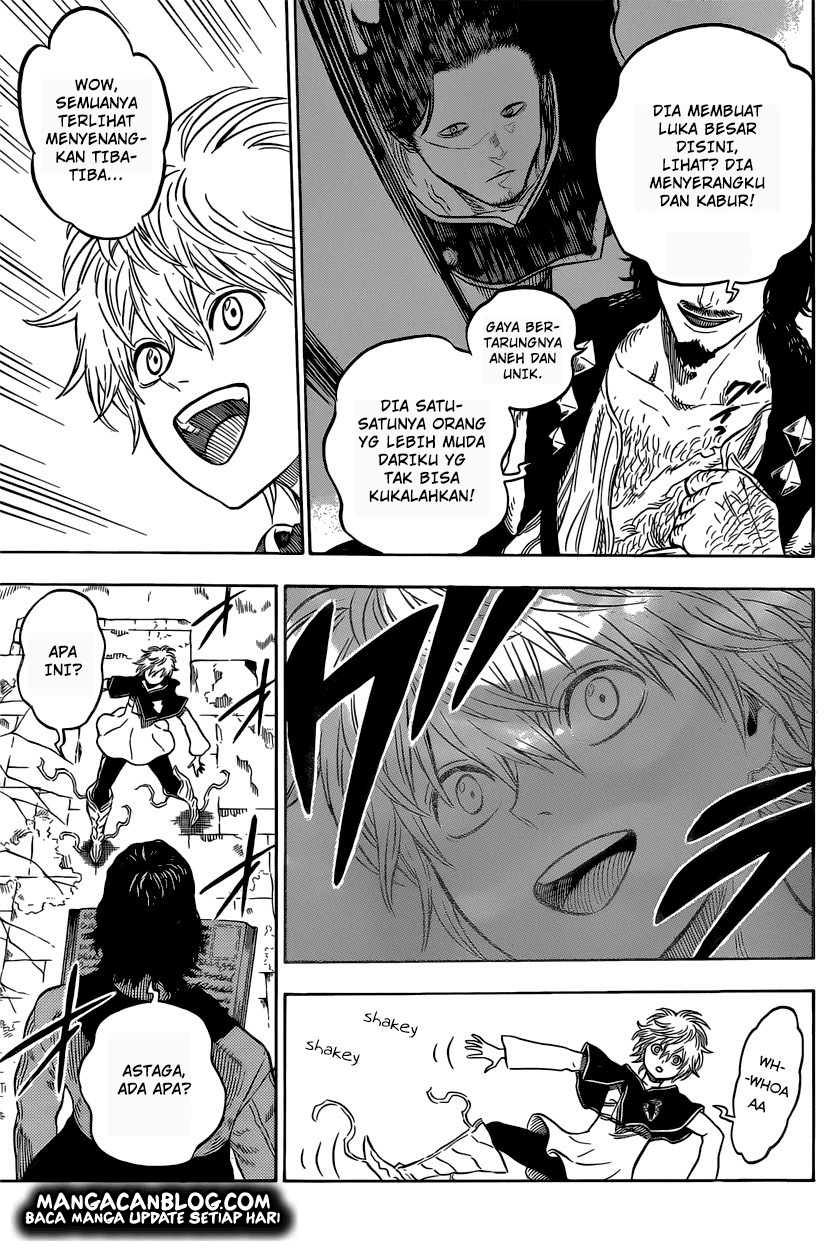 DIA MEMBUAT
LUKA BESAR
DISINI,
LIHAT? DIA
MENYERANGKU
DAN KABUR!
GAYA BER-
TARUNGNYA
ANEH DAN
UNIK.
DIA SATU-
SATUNYA ORANG
YG LEBIH MUDA
DARIKU YG
TAK BISA
KUKALAHKAN!
WOW,
SEMUANYA
TERLIHAT
MENYENANG-
KAN TIBA-
TIBA...
APA
INI?
ASTAGA,
ADA APA?
WH-
-WHOA
AA
shakey
shakey
MANGACANBLOG.COM
BACA MANGA UPDATE SETIAP HARI